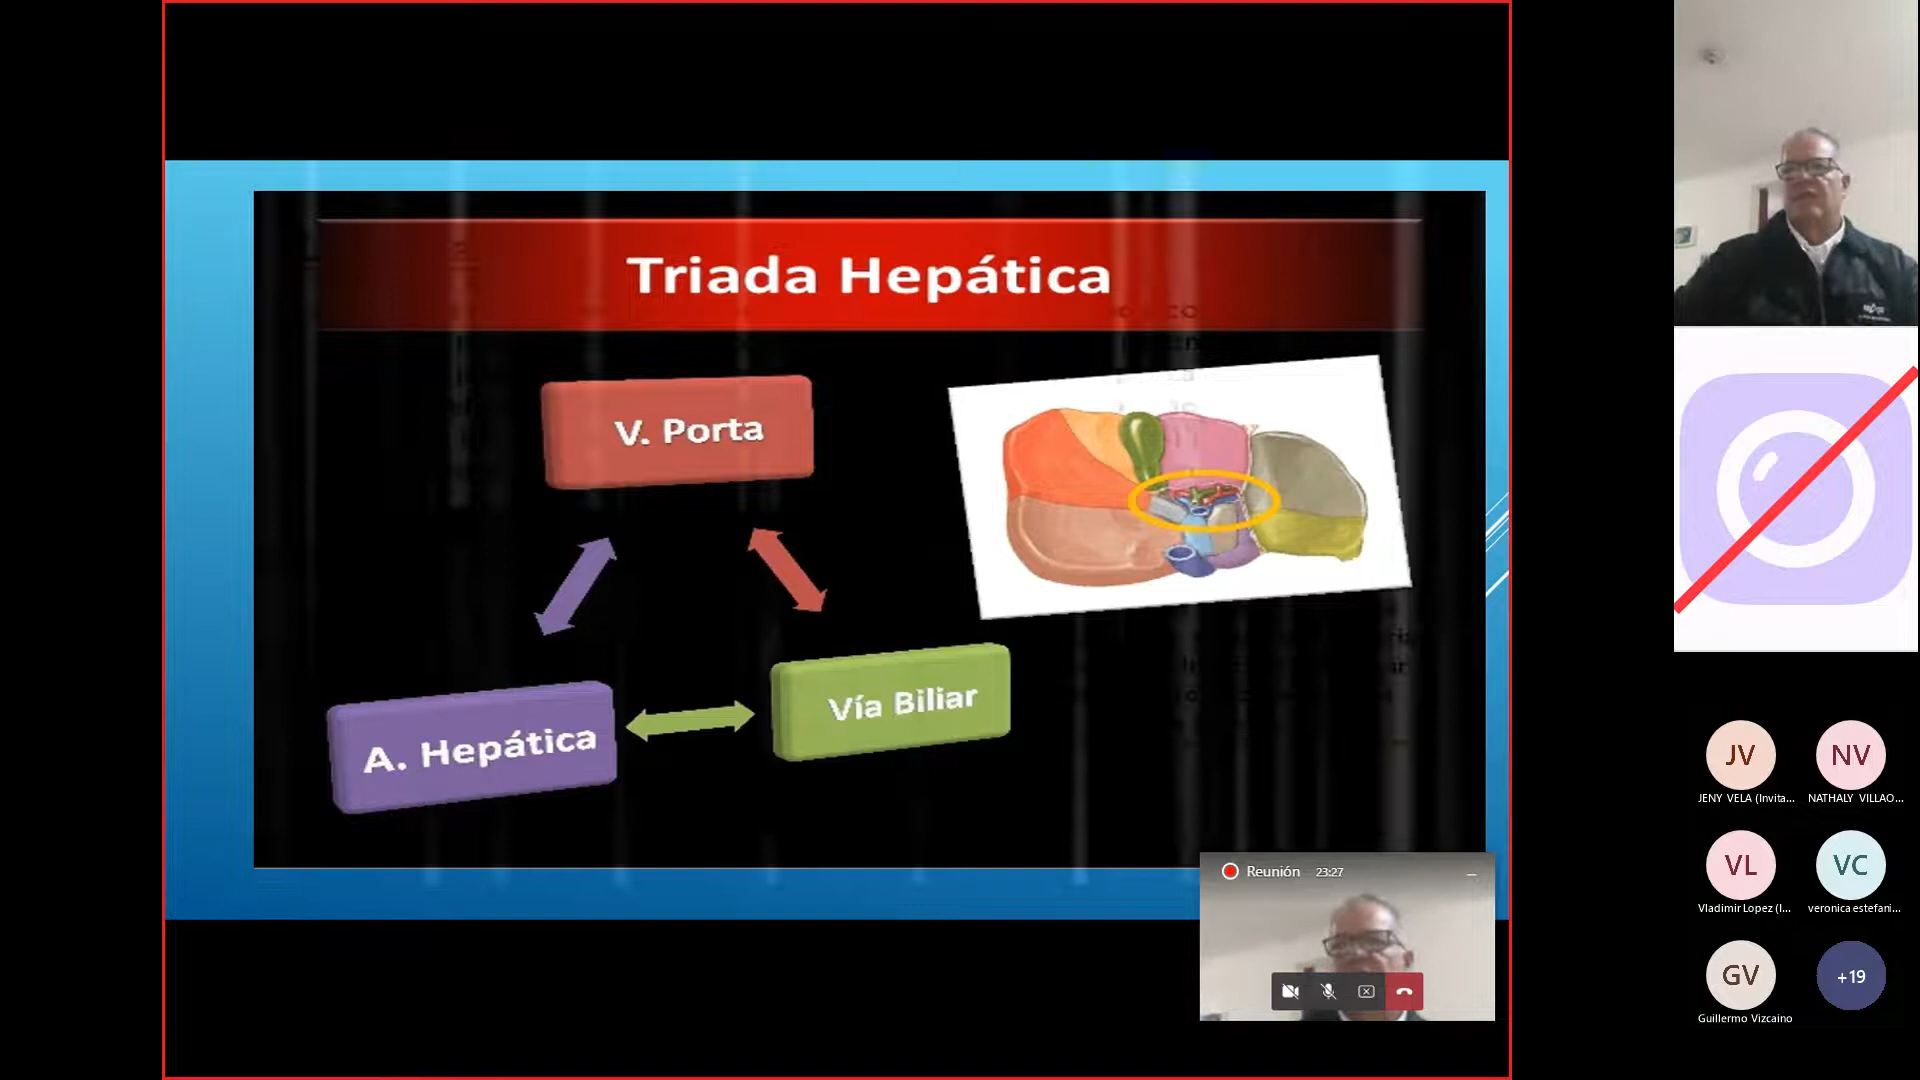 Triada Hepática
V. Porta
A. Hepática
Vía Biliar
Reunión 23:27
JV
JENY VELA (Invita...
NV
NATHALY VILLAO...
VL
Vladimir Lopez (I...
VC
veronica estefani...
GV
Guillermo Vizcaino
+19